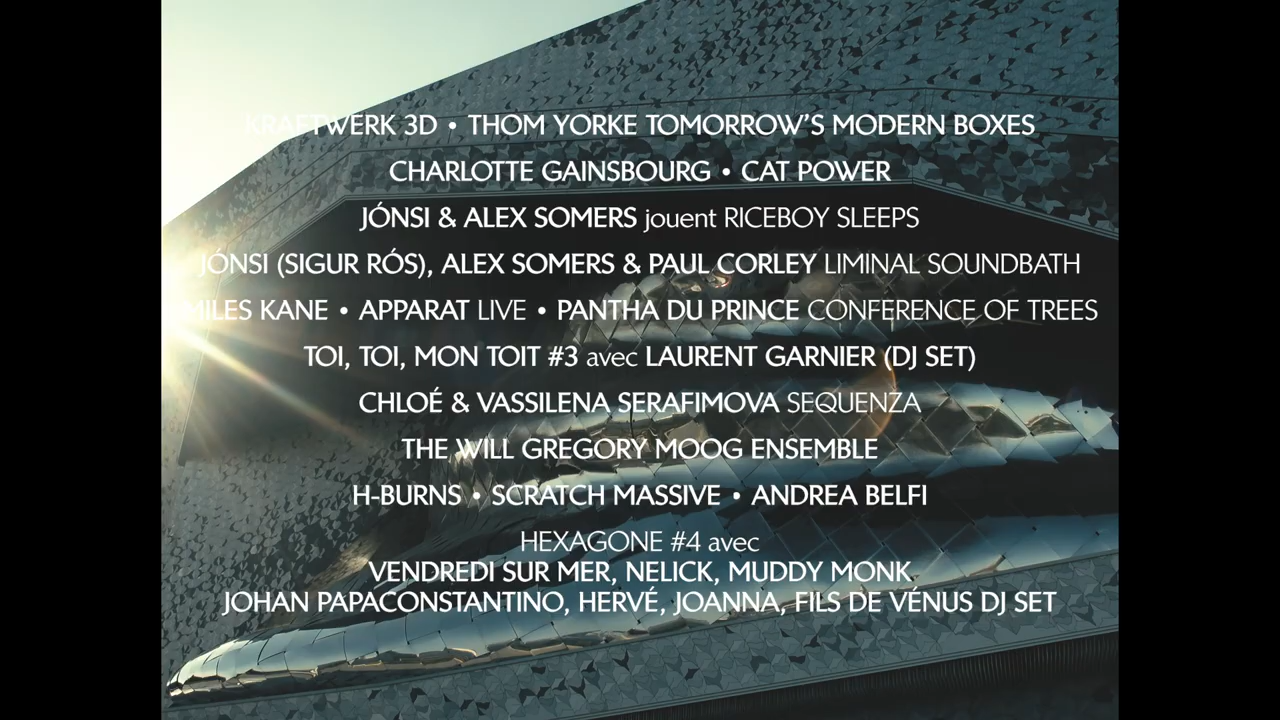 KRAFTWERK 3D • THOM YORKE TOMORROW'S MODERN BOXES
CHARLOTTE GAINSBOURG • CAT POWER
JÓNSI & ALEX SOMERS jouent RICEBOY SLEEPS
JÓNSI (SIGUR RÓS), ALEX SOMERS & PAUL CORLEY LIMINAL SOUNDBATH
MILES KANE • APPARAT LIVE • PANTHA DU PRINCE CONFERENCE OF TREES
TOI, TOI, MON TOIT #3 avec LAURENT GARNIER (DJ SET)
CHLOÉ & VASSILENA SERAFIMOVA SEQUENZA
THE WILL GREGORY MOOG ENSEMBLE
H-BURNS • SCRATCH MASSIVE • ANDREA BELFI
HEXAGONE #4 avec
VENDREDI SUR MER, NELICK, MUDDY MONK
JOHAN PAPACONSTANTINO, HERVÉ, JOANNA, FILS DE VÉNUS DJ SET